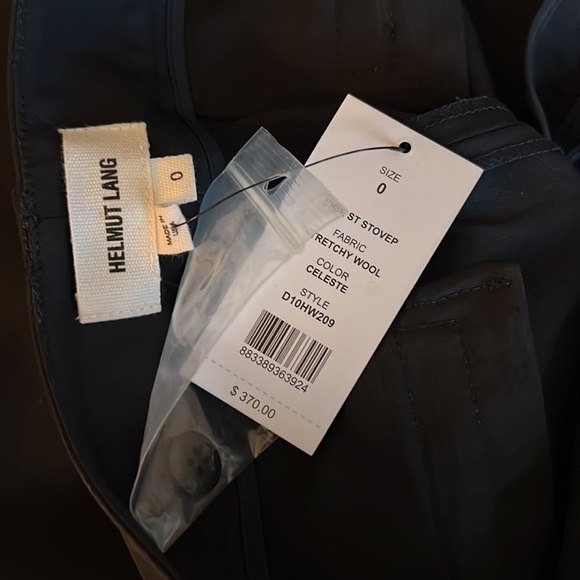 HELMUT LANG
0
MADE IN
USA
SIZE
0
ST STOVEP
FABRIC
RETCHY WOOL
COLOR
CELESTE
STYLE
D10HW209
883389363924
$ 370.00